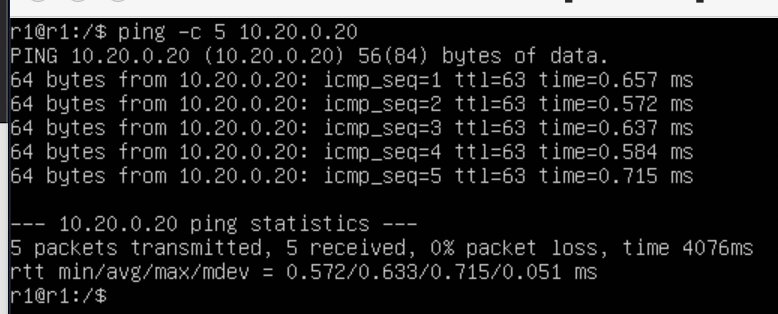 r1@r1:/$ ping -c 5 10.20.0.20
PING 10.20.0.20 (10.20.0.20) 56(84) bytes of data.
64 bytes from 10.20.0.20: icmp_seq=1 ttl=63 time=0.657 ms
64 bytes from 10.20.0.20: icmp_seq=2 ttl=63 time=0.572 ms
64 bytes from 10.20.0.20: icmp_seq=3 ttl=63 time=0.637 ms
64 bytes from 10.20.0.20: icmp_seq=4 ttl=63 time=0.584 ms
64 bytes from 10.20.0.20: icmp_seq=5 ttl=63 time=0.715 ms

--- 10.20.0.20 ping statistics ---
5 packets transmitted, 5 received, 0% packet loss, time 4076ms
rtt min/avg/max/mdev = 0.572/0.633/0.715/0.051 ms
r1@r1:/$